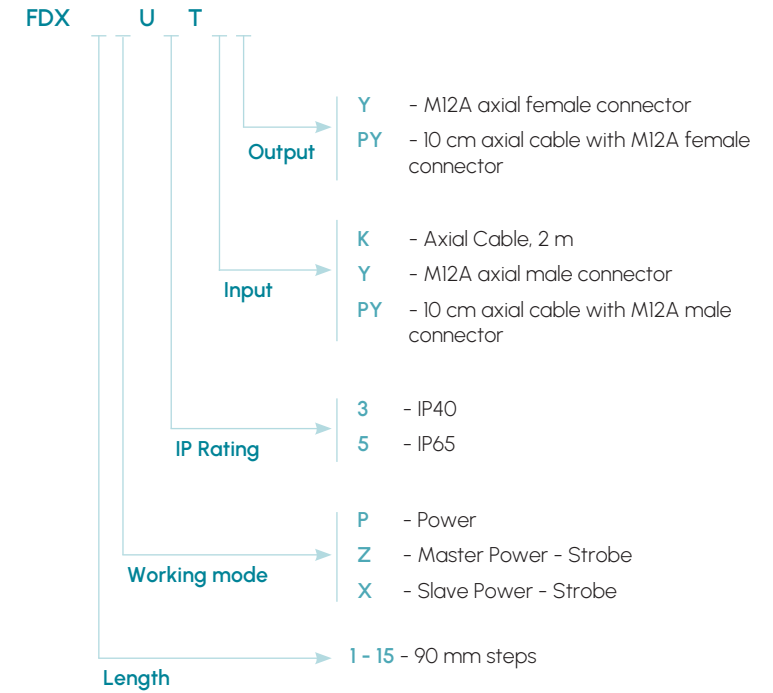 FDX U T
Y - M12A axial female connector
PY - 10 cm axial cable with M12A female
connector
Output
K - Axial Cable, 2 m
Y - M12A axial male connector
PY - 10 cm axial cable with M12A male
connector
Input
3 - IP40
5 - IP65
IP Rating
P - Power
Z - Master Power - Strobe
X - Slave Power - Strobe
Working mode
1 - 15 - 90 mm steps
Length